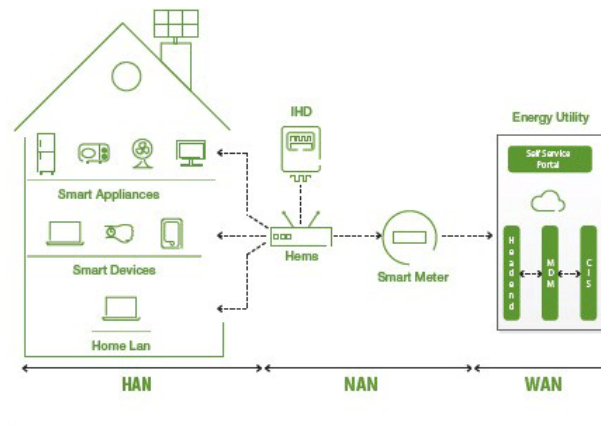 IHD
Energy Utility
Self Service
Portal
Smart Appliances
Headend
MDM
CIS
Hems
Smart Devices
Smart Meter
Home Lan
HAN
NAN
WAN